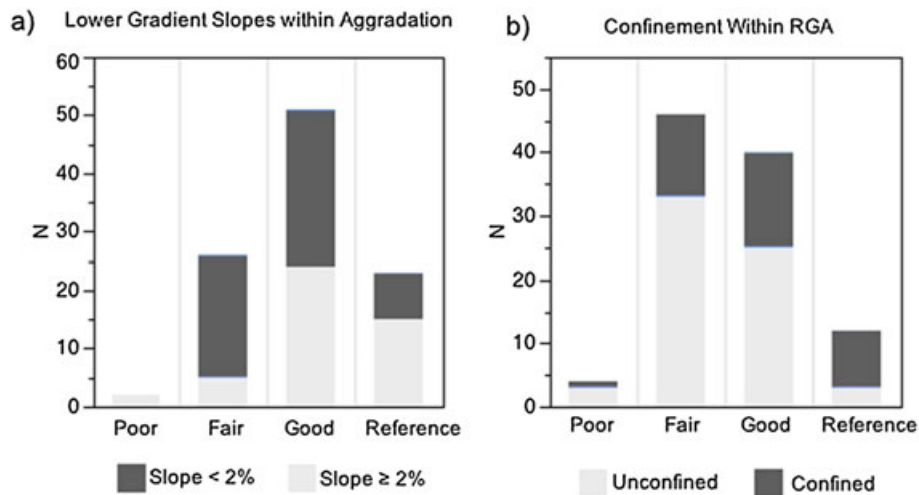 a) Lower Gradient Slopes within Aggradation
60
50
40
30
20
10
0
N
Poor Fair Good Reference
Slope < 2% Slope ≥ 2%
b) Confinement Within RGA
50
40
30
20
10
0
N
Poor Fair Good Reference
Unconfined Confined